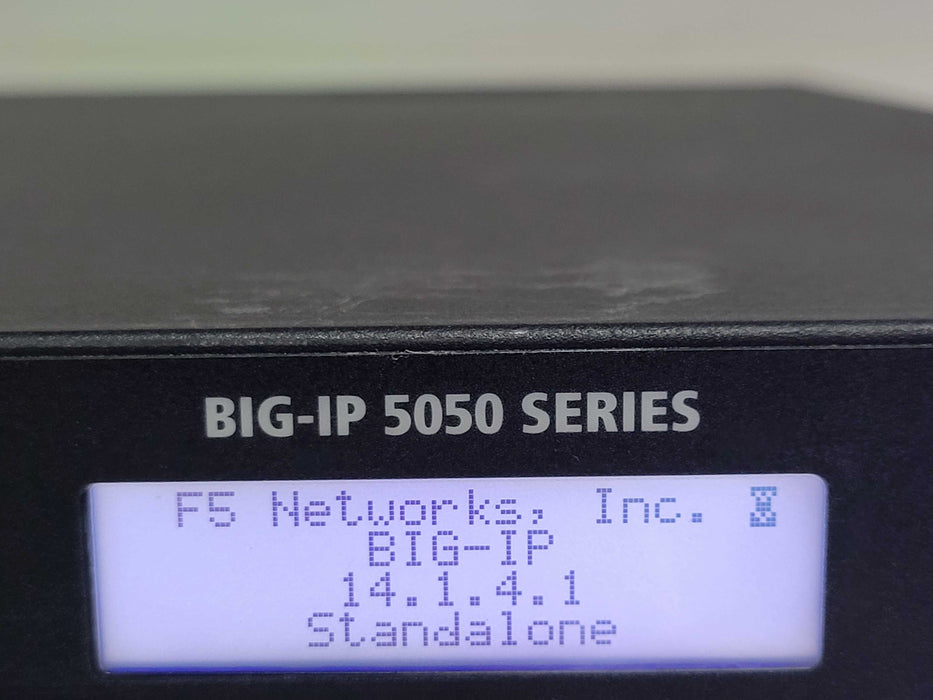 BIG-IP 5050 SERIES
F5 Networks, Inc.
BIG-IP
14.1.4.1
Standalone